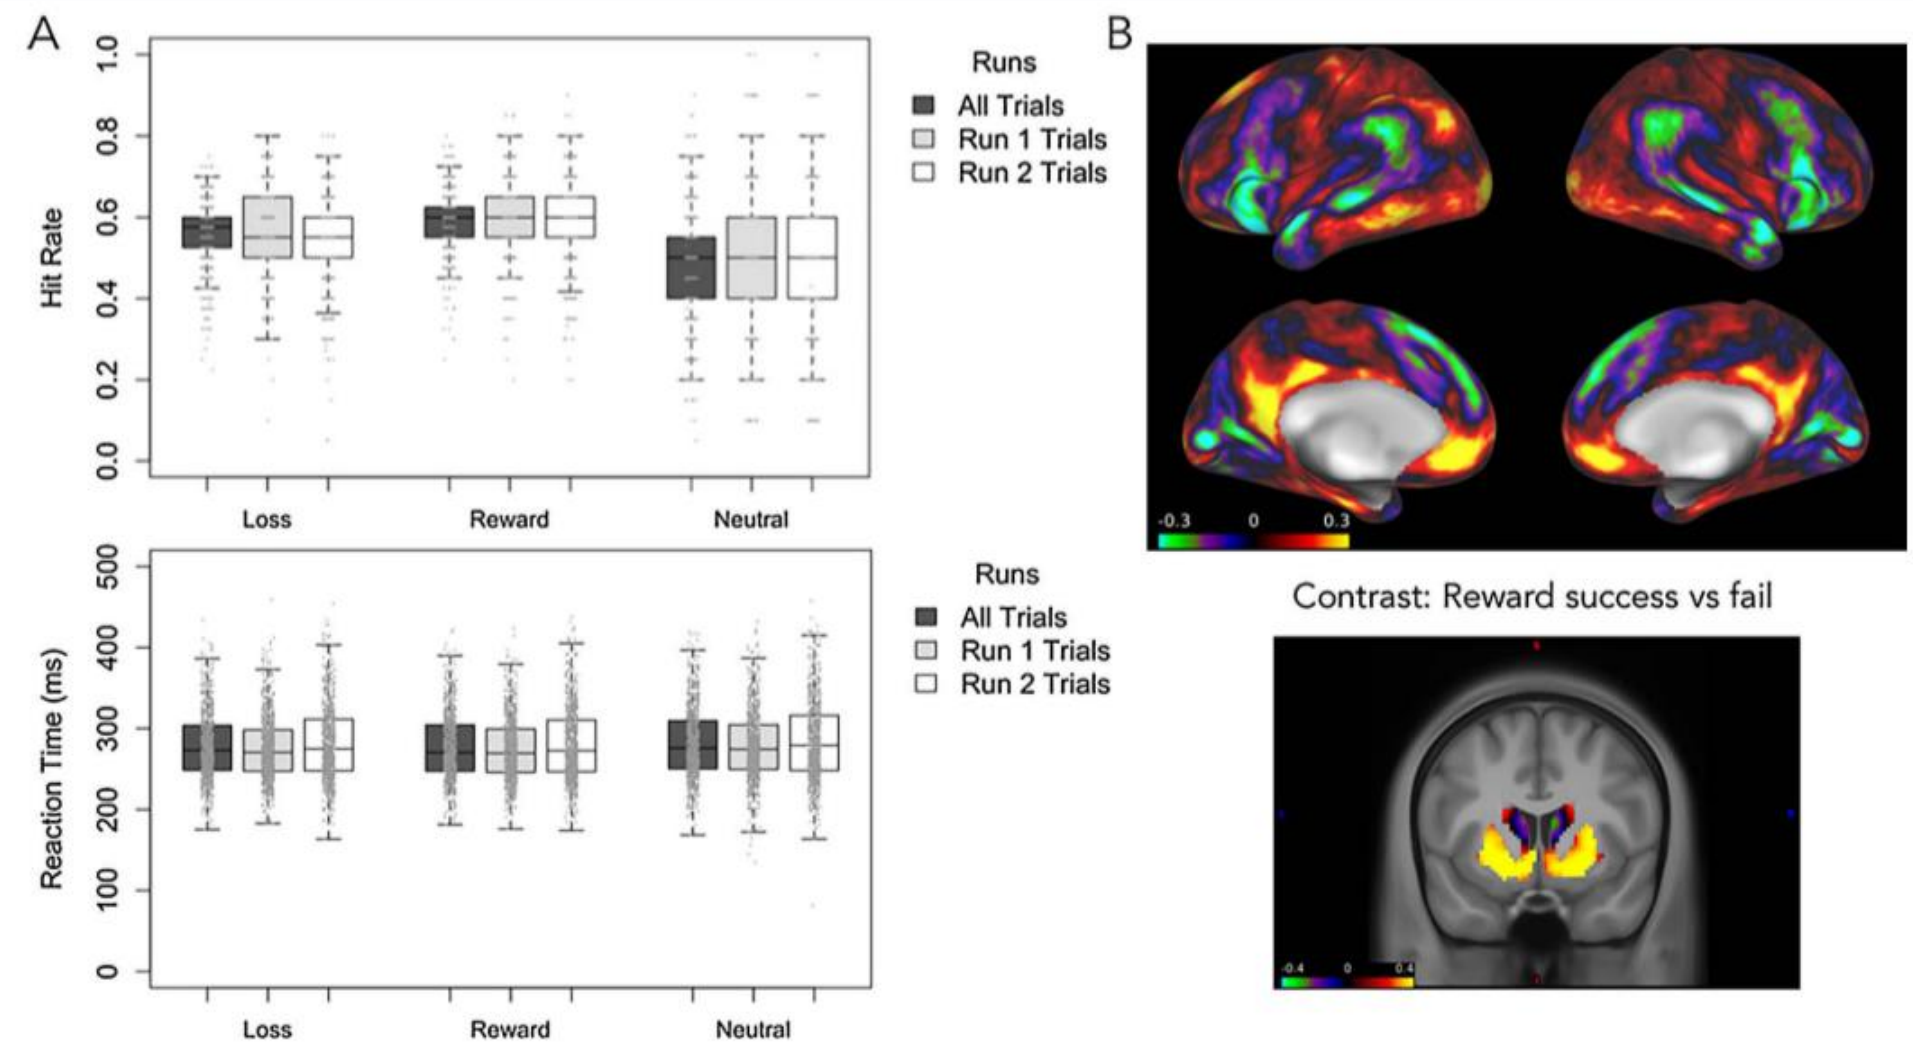 A
Hit Rate
1.0
0.8
0.6
0.4
0.2
0.0
Loss Reward Neutral
Runs
All Trials
Run 1 Trials
Run 2 Trials
Reaction Time (ms)
500
400
300
200
100
0
Loss Reward Neutral
Runs
All Trials
Run 1 Trials
Run 2 Trials
B
-0.3 0 0.3
Contrast: Reward success vs fail
-0.4 0 0.4